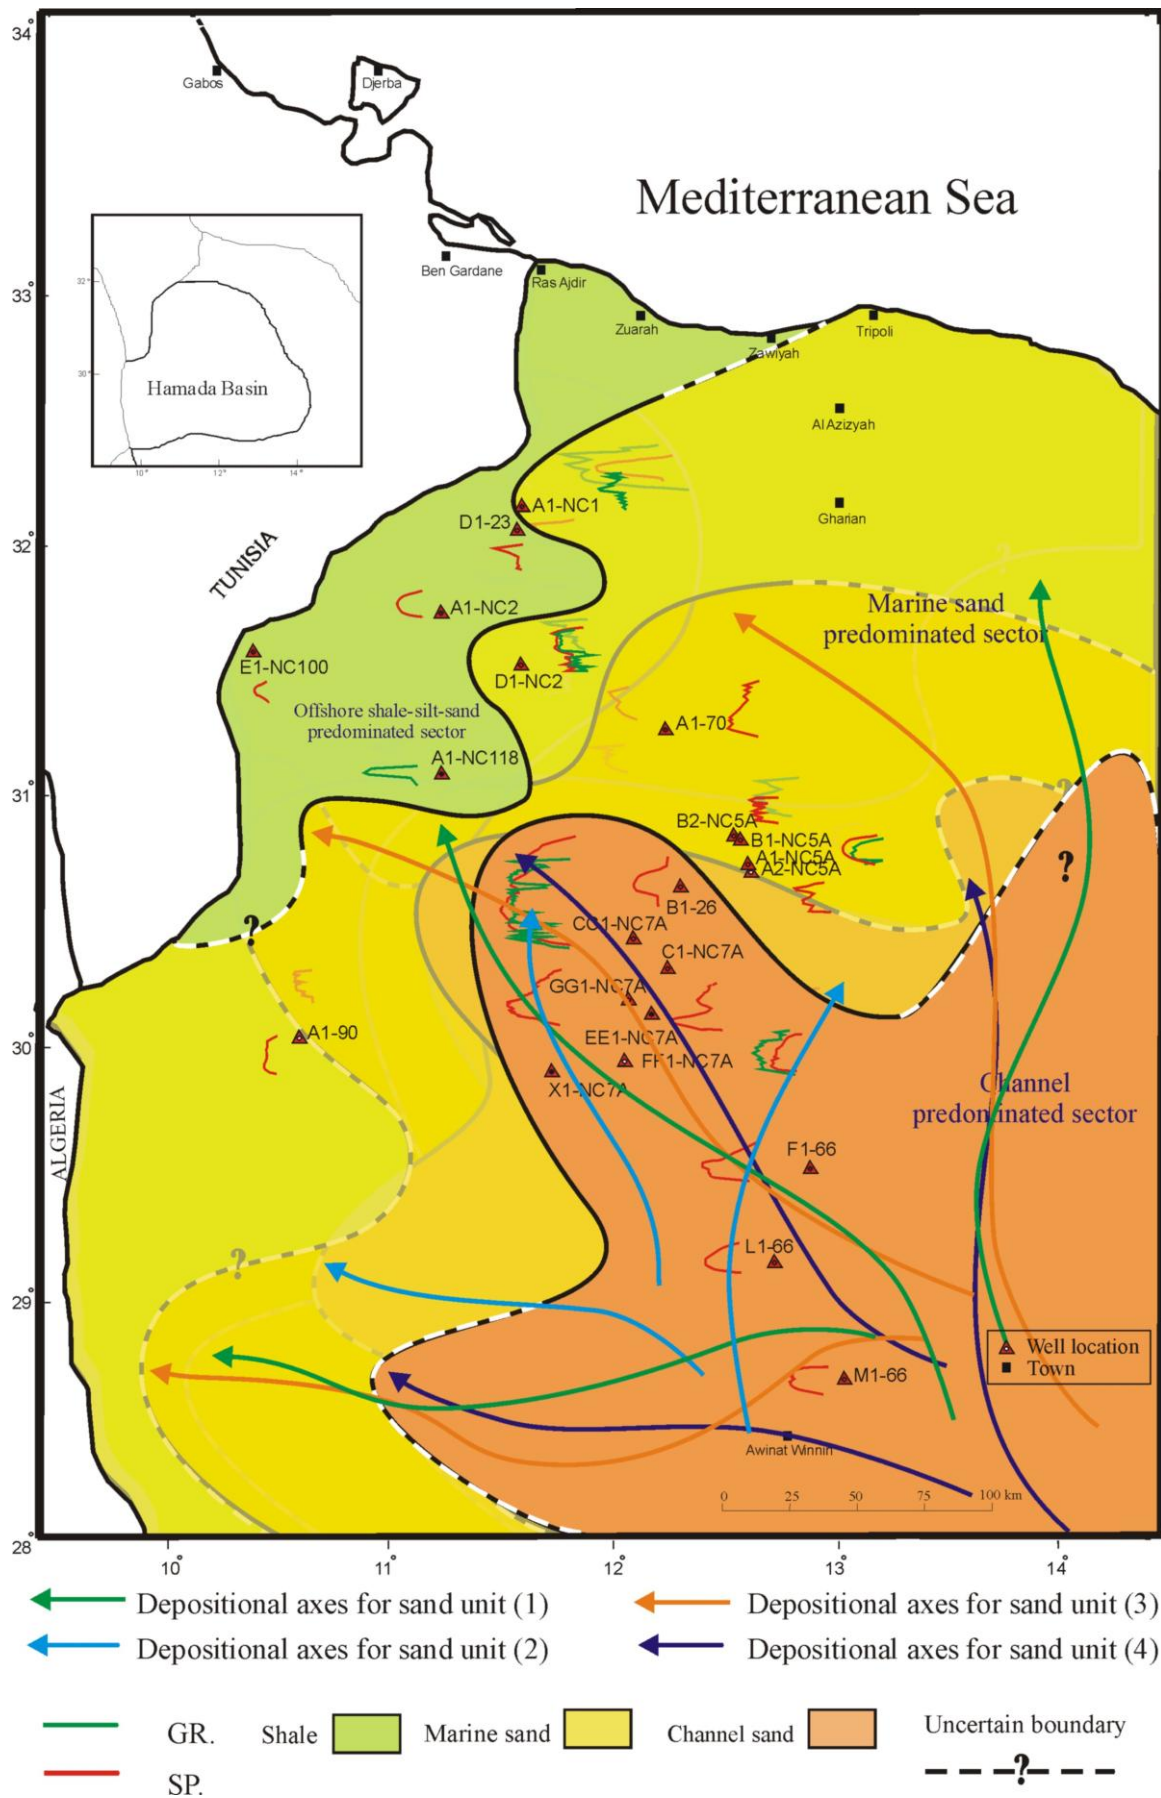 34°
Gabos
Djerba
Mediterranean Sea
32°
30°
Hamada Basin
10°
12°
14°
Ben Gardane
Ras Ajdir
33°
Zuarah
Zawiyah
Tripoli
Al Azizyah
Gharian
A1-NC1
D1-23
32°
?
TUNISIA
A1-NC2
Marine sand
predominated sector
E1-NC100
D1-NC2
Offshore shale-silt-sand
predominated sector
A1-70
A1-NC118
31°
?
B2-NC5A
B1-NC5A
A1-NC5A
A2-NC5A
?
B1-26
CC1-NC7A
?
C1-NC7A
GG1-NC7A
A1-90
EE1-NC7A
30°
FF1-NC7A
X1-NC7A
Channel
predominated sector
ALGERIA
F1-66
L1-66
?
29°
Well location
Town
M1-66
Awinat Winnin
0 25 50 75 100 km
28°
10° 11° 12° 13° 14°
Depositional axes for sand unit (1)
Depositional axes for sand unit (3)
Depositional axes for sand unit (2)
Depositional axes for sand unit (4)
GR. Shale Marine sand Channel sand Uncertain boundary
?
SP.